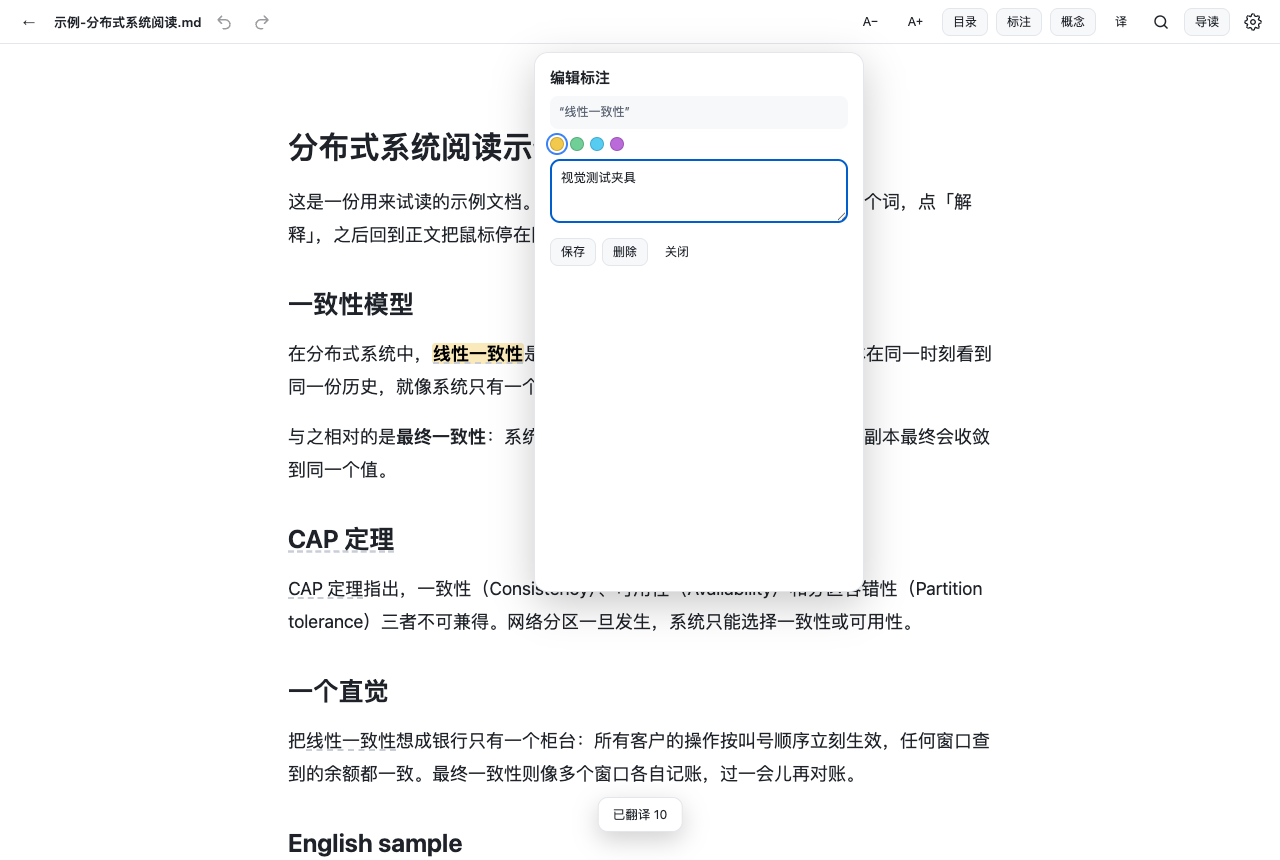 ← 示例-分布式系统阅读.md
A− A+ 目录 标注 概念 译 导读
编辑标注
“线性一致性”
视觉测试夹具
保存 删除 关闭
分布式系统阅读示
这是一份用来试读的示例文档。 个词，点「解
释」，之后回到正文把鼠标停在
一致性模型
在分布式系统中，线性一致性是 在同一时刻看到
同一份历史，就像系统只有一个
与之相对的是最终一致性：系统 副本最终会收敛
到同一个值。
CAP 定理
CAP 定理指出，一致性（Consistency）、可用性（Availability）和分区容错性（Partition
tolerance）三者不可兼得。网络分区一旦发生，系统只能选择一致性或可用性。
一个直觉
把线性一致性想成银行只有一个柜台：所有客户的操作按叫号顺序立刻生效，任何窗口查
到的余额都一致。最终一致性则像多个窗口各自记账，过一会儿再对账。
已翻译 10
English sample